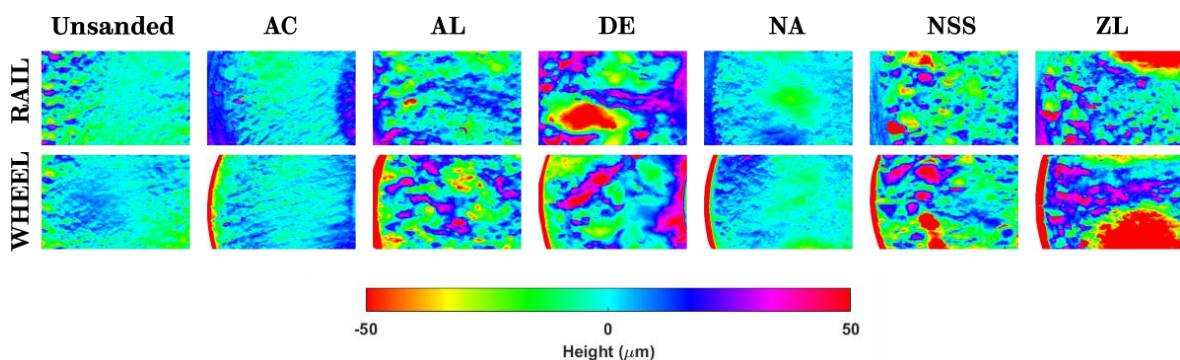 Unsanded AC AL DE NA NSS ZL
RAIL
WHEEL
-50 0 50
Height (μm)